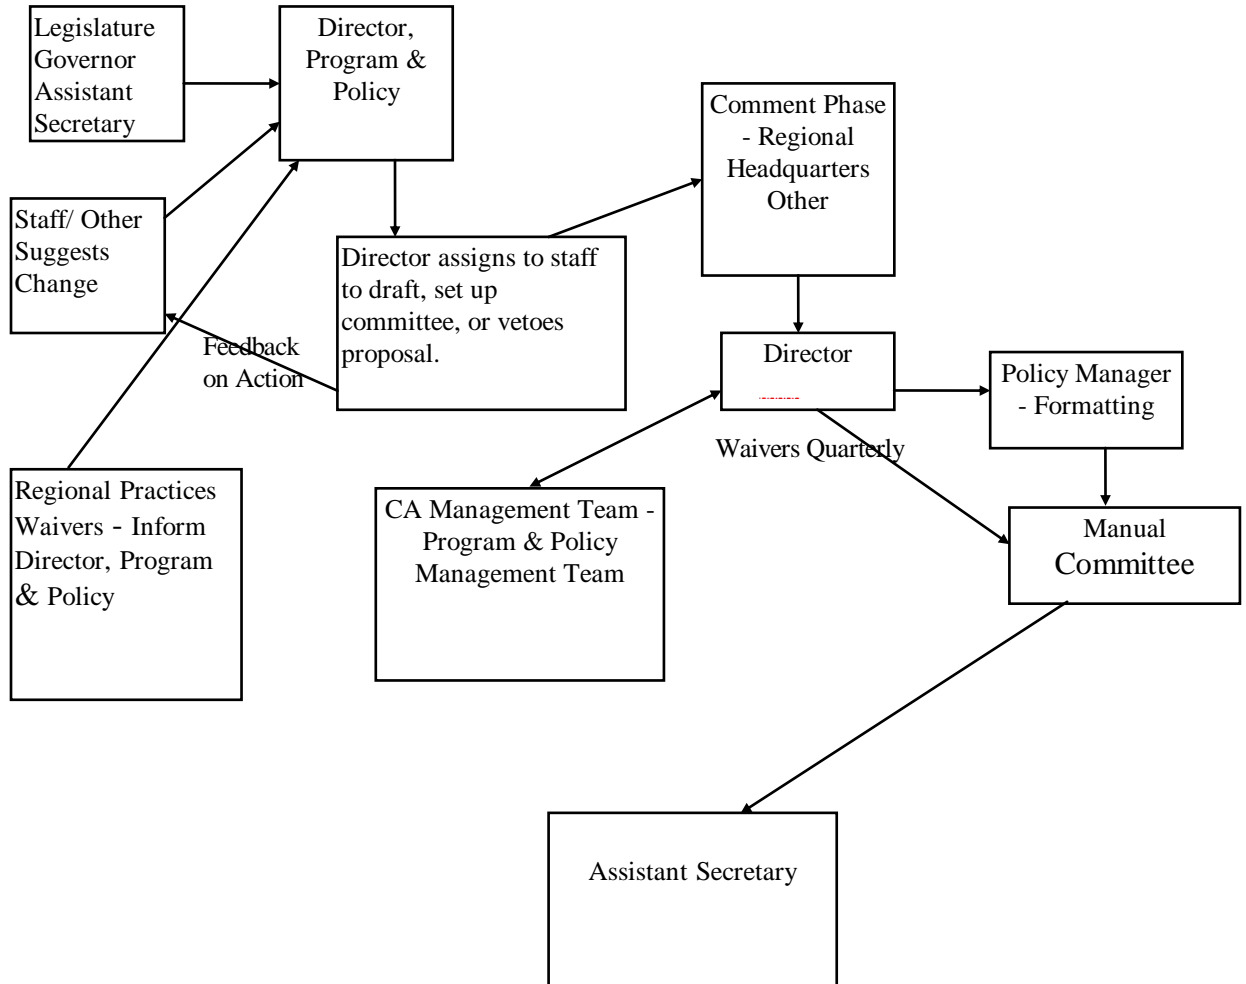 Legislature
Governor
Assistant
Secretary
Director,
Program &
Policy
Comment Phase
- Regional
Headquarters
Other
Staff/ Other
Suggests
Change
Director assigns to staff
to draft, set up
committee, or vetoes
proposal.
Feedback
on Action
Director
Policy Manager
- Formatting
Waivers Quarterly
Regional Practices
Waivers - Inform
Director, Program
& Policy
CA Management Team -
Program & Policy
Management Team
Manual
Committee
Assistant Secretary